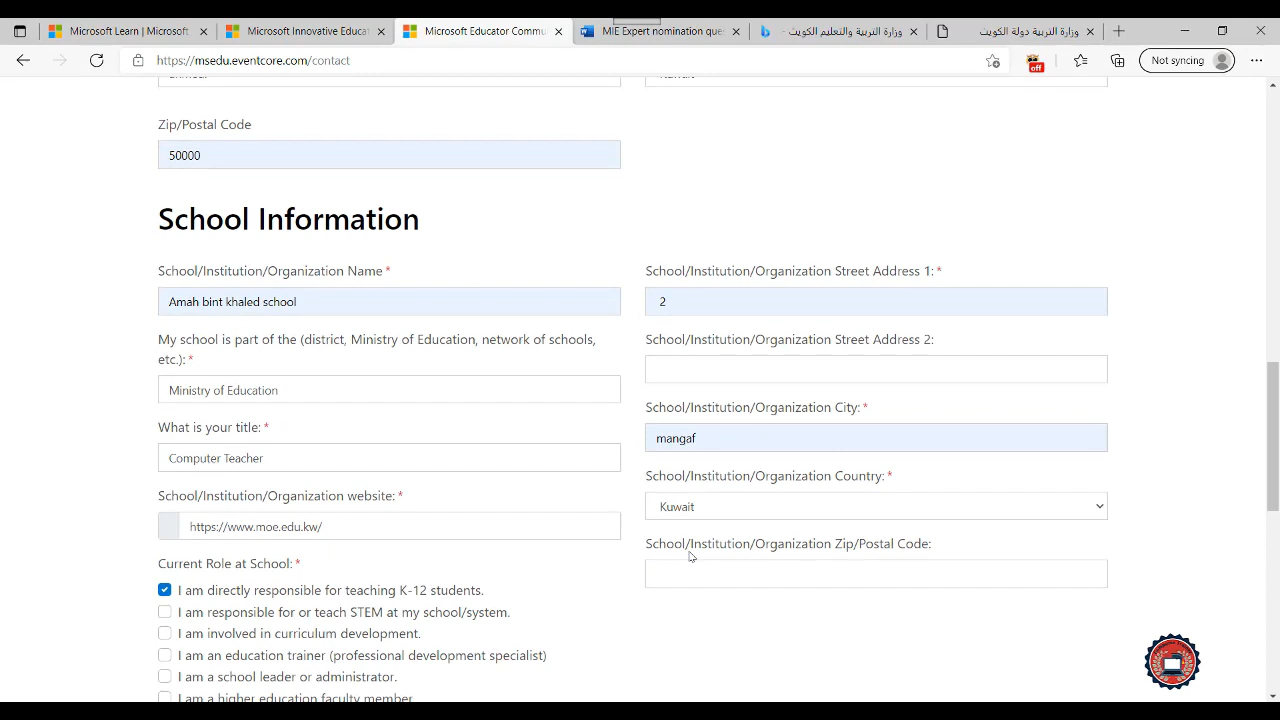 Microsoft Learn | Microsoft
Microsoft Innovative Educat
Microsoft Educator Commu
MIE Expert nomination que
وزارة التربية والتعليم الكويت -
وزارة التربية دولة الكويت
https://msedu.eventcore.com/contact
off
Not syncing
Kuwait
Zip/Postal Code
50000
School Information
School/Institution/Organization Name *
School/Institution/Organization Street Address 1: *
Amah bint khaled school
2
My school is part of the (district, Ministry of Education, network of schools,
etc.): *
School/Institution/Organization Street Address 2:
Ministry of Education
School/Institution/Organization City: *
What is your title: *
mangaf
Computer Teacher
School/Institution/Organization Country: *
School/Institution/Organization website: *
Kuwait
https://www.moe.edu.kw/
School/Institution/Organization Zip/Postal Code:
Current Role at School: *
I am directly responsible for teaching K-12 students.
I am responsible for or teach STEM at my school/system.
I am involved in curriculum development.
I am an education trainer (professional development specialist)
I am a school leader or administrator.
I am a higher education faculty member